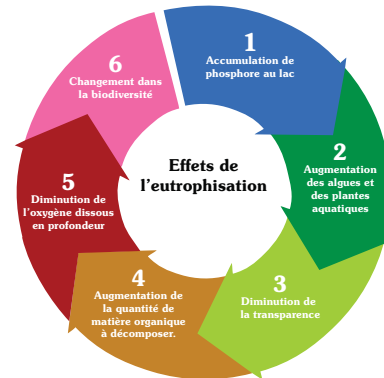 1
Accumulation de
phosphore au lac
2
Augmentation
des algues et
des plantes
aquatiques
3
Diminution de
la transparence
4
Augmentation de
la quantité de
matière organique
à décomposer.
5
Diminution de
l'oxygène dissous
en profondeur
6
Changement dans
la biodiversité
Effets de
l'eutrophisation